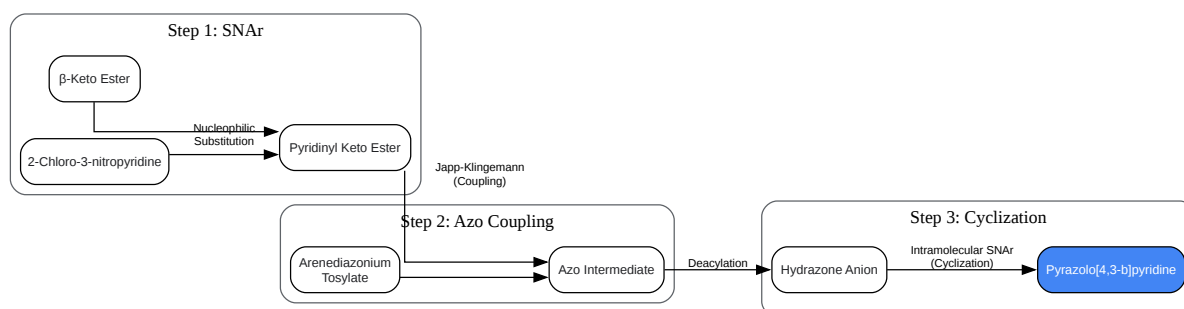 Step 1: SNAr
β-Keto Ester
2-Chloro-3-nitropyridine
Nucleophilic
Substitution
Pyridinyl Keto Ester
Japp-Klingemann
(Coupling)
Step 2: Azo Coupling
Arenediazonium
Tosylate
Azo Intermediate
Deacylation
Step 3: Cyclization
Hydrazone Anion
Intramolecular SNAr
(Cyclization)
Pyrazolo[4,3-b]pyridine